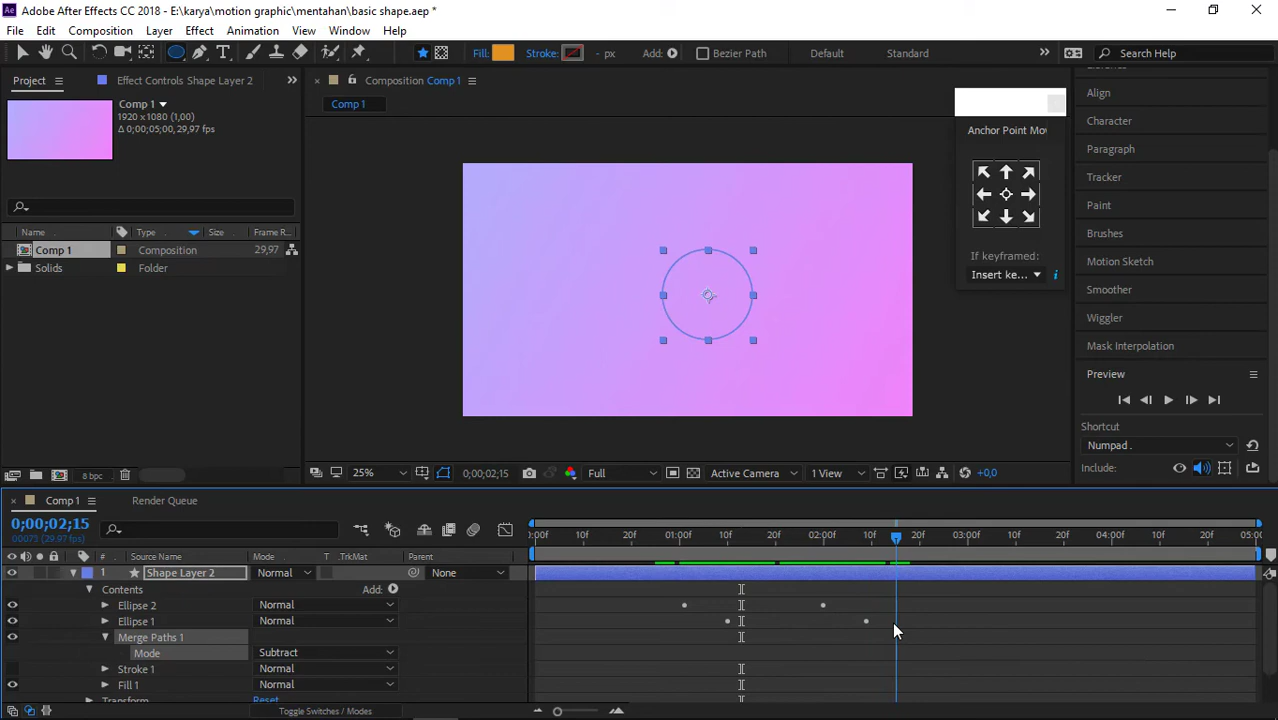 Adobe After Effects CC 2018 - E:\karya\motion graphic\mentahan\basic shape.aep *
File Edit Composition Layer Effect Animation View Window Help
Fill: Stroke: - px Add: Bezier Path Default Standard Search Help
Project Effect Controls Shape Layer 2
Composition Comp 1
Comp 1
Comp 1
1920 x 1080 (1,00)
Δ 0;00;05;00, 29,97 fps
Name Type Size Frame R...
Comp 1 Composition 29,97
Solids Folder
8 bpc
Anchor Point Mov
If keyframed:
Insert ke...
Align
Character
Paragraph
Tracker
Paint
Brushes
Motion Sketch
Smoother
Wiggler
Mask Interpolation
Preview
Shortcut
Numpad .
Include:
25% 0;00;02;15 Full Active Camera 1 View +0,0
Comp 1 Render Queue
0;00;02;15
00075 (29.97 fps)
:00f 10f 20f 01:00f 10f 20f 02:00f 10f 20f 03:00f 10f 20f 04:00f 10f 20f 05:00
# Source Name Mode T .TrkMat Parent
1 Shape Layer 2 Normal None
Contents Add:
Ellipse 2 Normal
Ellipse 1 Normal
Merge Paths 1
Mode Subtract
Stroke 1 Normal
Fill 1 Normal
Transform Reset
Toggle Switches / Modes